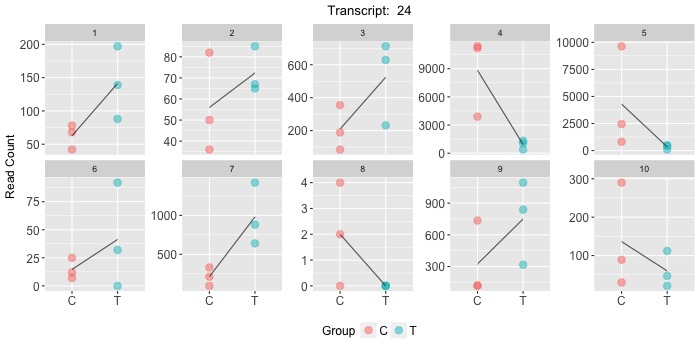 Transcript: 24
1 2 3 4 5
200 150 100 50
80 70 60 50 40
600 400 200
9000 6000 3000 0
10000 7500 5000 2500 0
Read Count
6 7 8 9 10
75 50 25 0
1000 500
4 3 2 1 0
900 600 300
300 200 100
C T C T C T C T C T
Group C T